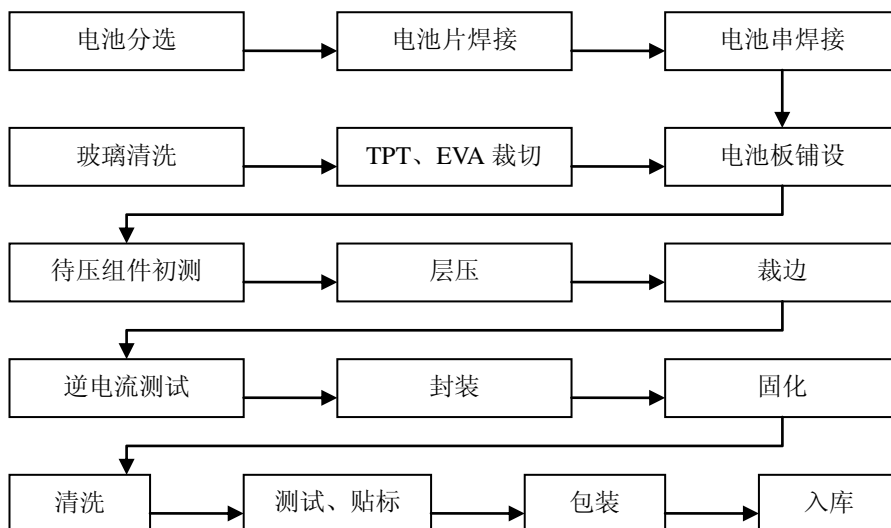 电池分选
电池片焊接
电池串焊接
玻璃清洗
TPT、EVA 裁切
电池板铺设
待压组件初测
层压
裁边
逆电流测试
封装
固化
清洗
测试、贴标
包装
入库